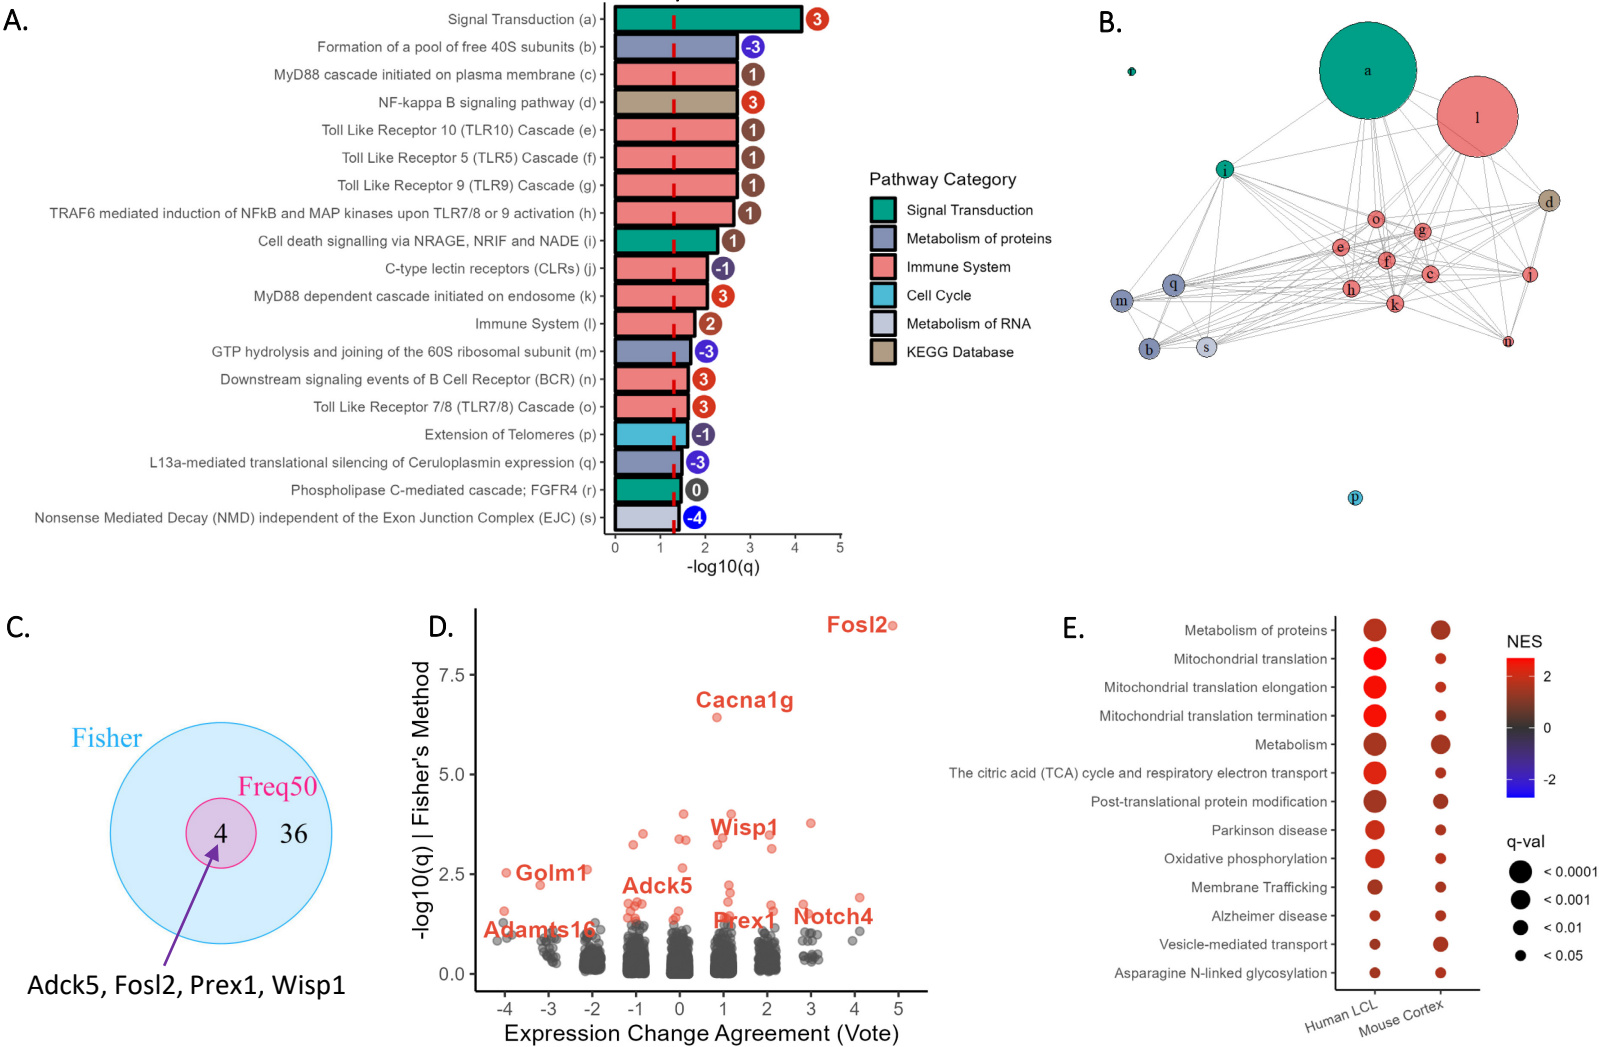 A.
Signal Transduction (a)
3
Formation of a pool of free 40S subunits (b)
-3
MyD88 cascade initiated on plasma membrane (c)
1
NF-kappa B signaling pathway (d)
3
Toll Like Receptor 10 (TLR10) Cascade (e)
1
Toll Like Receptor 5 (TLR5) Cascade (f)
1
Toll Like Receptor 9 (TLR9) Cascade (g)
1
TRAF6 mediated induction of NFkB and MAP kinases upon TLR7/8 or 9 activation (h)
1
Cell death signalling via NRAGE, NRIF and NADE (i)
1
C-type lectin receptors (CLRs) (j)
-1
MyD88 dependent cascade initiated on endosome (k)
3
Immune System (l)
2
GTP hydrolysis and joining of the 60S ribosomal subunit (m)
-3
Downstream signaling events of B Cell Receptor (BCR) (n)
3
Toll Like Receptor 7/8 (TLR7/8) Cascade (o)
3
Extension of Telomeres (p)
-1
L13a-mediated translational silencing of Ceruloplasmin expression (q)
-3
Phospholipase C-mediated cascade; FGFR4 (r)
0
Nonsense Mediated Decay (NMD) independent of the Exon Junction Complex (EJC) (s)
-4
0 1 2 3 4 5
-log10(q)
Pathway Category
Signal Transduction
Metabolism of proteins
Immune System
Cell Cycle
Metabolism of RNA
KEGG Database
B.
r
a
l
i
d
o
g
e
f
c
j
q
h
m
k
n
b
s
p
C.
Fisher
Freq50
4
36
Adck5, Fosl2, Prex1, Wisp1
D.
-log10(q) | Fisher's Method
7.5
5.0
2.5
0.0
Fosl2
Cacna1g
Wisp1
Golm1
Adck5
Prex1
Notch4
Adamts16
-4 -3 -2 -1 0 1 2 3 4 5
Expression Change Agreement (Vote)
E.
Metabolism of proteins
Mitochondrial translation
Mitochondrial translation elongation
Mitochondrial translation termination
Metabolism
The citric acid (TCA) cycle and respiratory electron transport
Post-translational protein modification
Parkinson disease
Oxidative phosphorylation
Membrane Trafficking
Alzheimer disease
Vesicle-mediated transport
Asparagine N-linked glycosylation
Human LCL
Mouse Cortex
NES
2
0
-2
q-val
< 0.0001
< 0.001
< 0.01
< 0.05